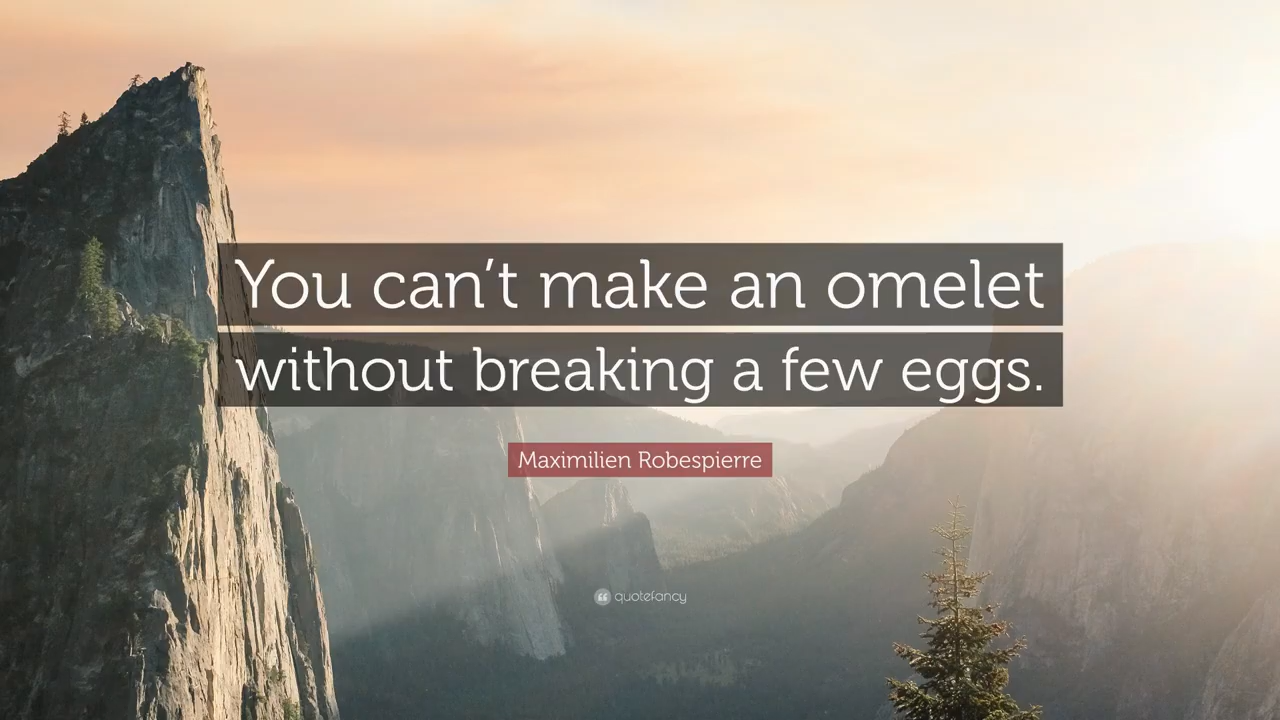 You can’t make an omelet
without breaking a few eggs.
Maximilien Robespierre
quotefancy